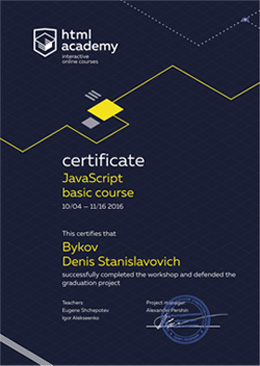 html
academy
interactive
online courses
certificate
JavaScript
basic course
10/04 — 11/16 2016
This certifies that
Bykov
Denis Stanislavovich
successfully completed the workshop and defended the
graduation project
Teachers
Project manager
Eugene Shchepotev
Alexander Pershin
Igor Alekseenko